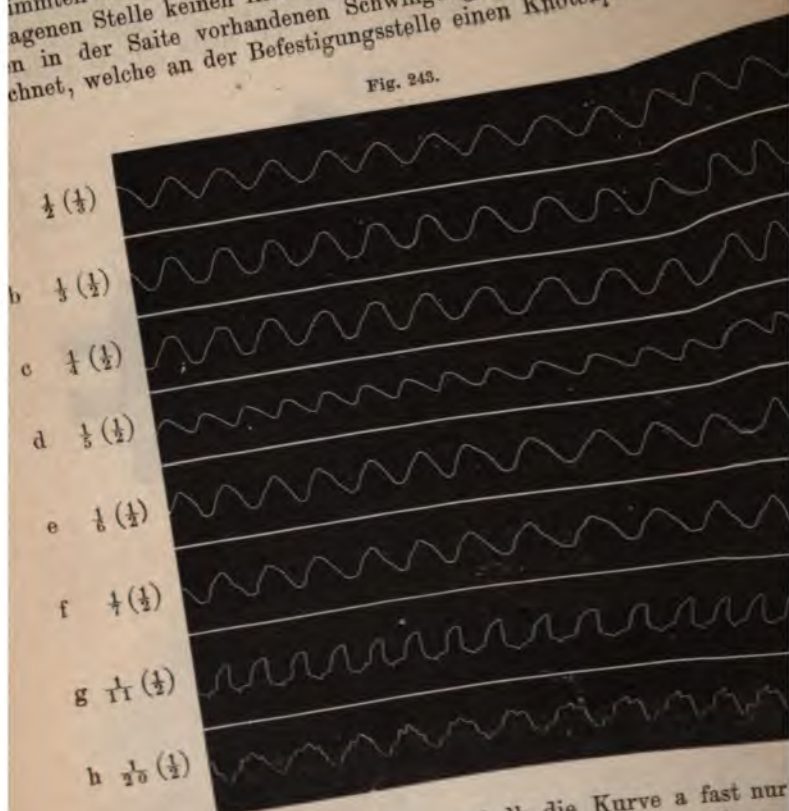 agenen Stelle keinen
n in der Saite vorhandenen
chnet, welche an der Befestigungsstelle einen
Fig. 243.
½ (⅓)
b ⅓ (½)
c ¼ (½)
d ⅕ (½)
e ⅙ (½)
f ⅐ (½)
g 1/11 (½)
h 1/20 (½)
die Kurve a fast nur